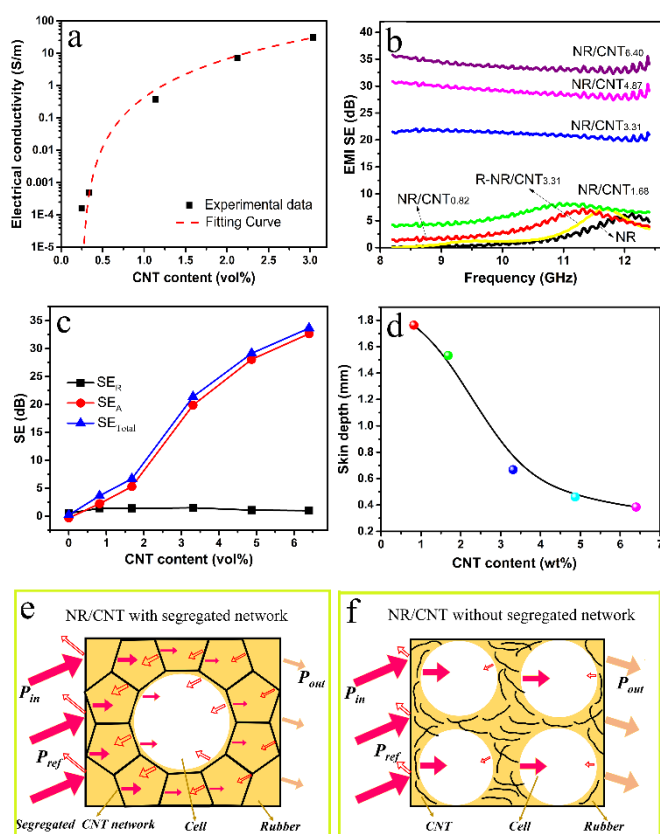 a
Electrical conductivity (S/m)
100
10
1
0.1
0.01
0.001
1E-4
1E-5
Experimental data
Fitting Curve
0.0 0.5 1.0 1.5 2.0 2.5 3.0
CNT content (vol%)
b
EMI SE (dB)
45
40
35
30
25
20
15
10
5
0
NR/CNT6.40
NR/CNT4.87
NR/CNT3.31
R-NR/CNT3.31
NR/CNT1.68
NR/CNT0.82
NR
8 9 10 11 12
Frequency (GHz)
c
SE (dB)
35
30
25
20
15
10
5
0
SER
SEA
SETotal
0 1 2 3 4 5 6
CNT content (vol%)
d
Skin depth (mm)
1.8
1.6
1.4
1.2
1.0
0.8
0.6
0.4
0.2
0 1 2 3 4 5 6 7
CNT content (wt%)
e
NR/CNT with segregated network
Pin
Pout
Pref
Segregated CNT network Cell Rubber
f
NR/CNT without segregated network
Pin
Pout
Pref
CNT Cell Rubber